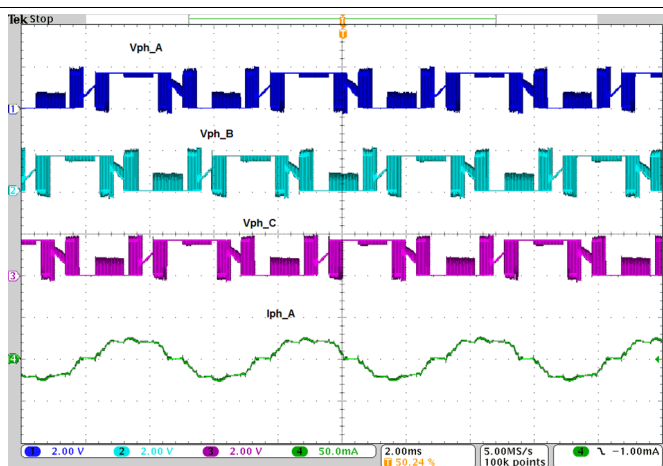 Tek Stop
T
Vph_A
1
Vph_B
2
Vph_C
3
Iph_A
4
1 2.00 V 2 2.00 V 3 2.00 V 4 50.0mA 2.00ms 5.00MS/s 4 -1.00mA
T 50.24 % 100k points